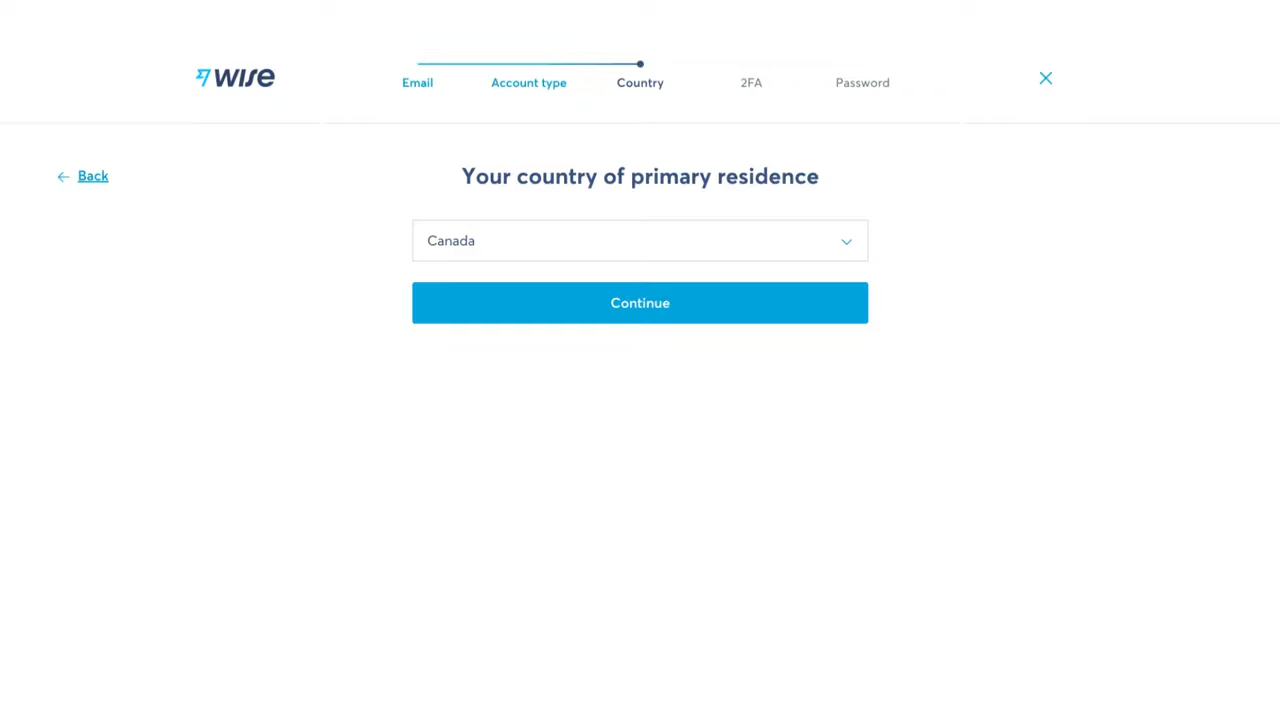 wise
Email
Account type
Country
2FA
Password
Back
Your country of primary residence
Canada
Continue